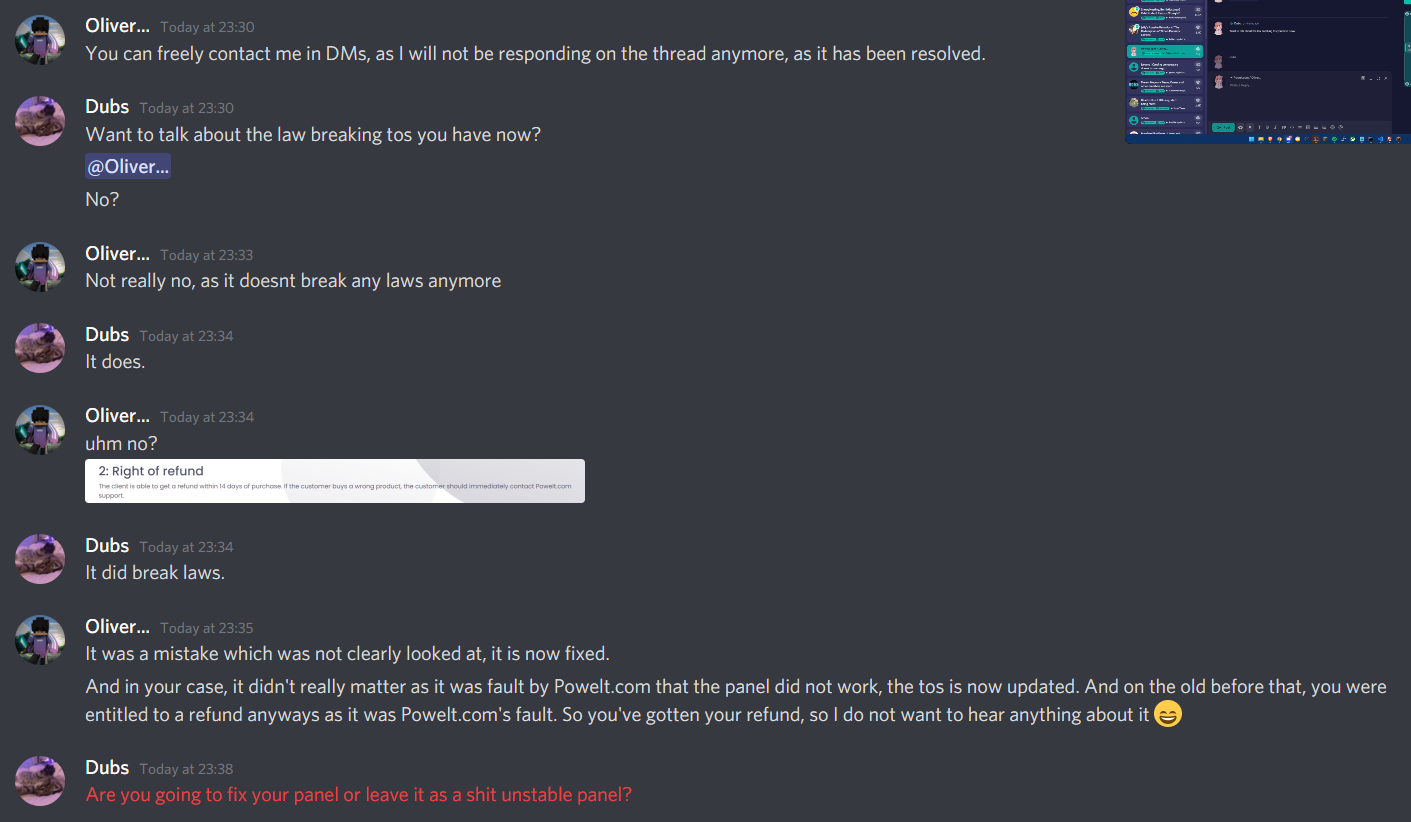 Oliver... Today at 23:30
You can freely contact me in DMs, as I will not be responding on the thread anymore, as it has been resolved.
Dubs Today at 23:30
Want to talk about the law breaking tos you have now?
@Oliver...
No?
Oliver... Today at 23:33
Not really no, as it doesnt break any laws anymore
Dubs Today at 23:34
It does.
Oliver... Today at 23:34
uhm no?
2: Right of refund
The client is able to get a refund within 14 days of purchase. If the customer buys a wrong product, the customer should immediately contact Powelt.com
support.
Dubs Today at 23:34
It did break laws.
Oliver... Today at 23:35
It was a mistake which was not clearly looked at, it is now fixed.
And in your case, it didn't really matter as it was fault by Powelt.com that the panel did not work, the tos is now updated. And on the old before that, you were
entitled to a refund anyways as it was Powelt.com's fault. So you've gotten your refund, so I do not want to hear anything about it 😄
Dubs Today at 23:38
Are you going to fix your panel or leave it as a shit unstable panel?